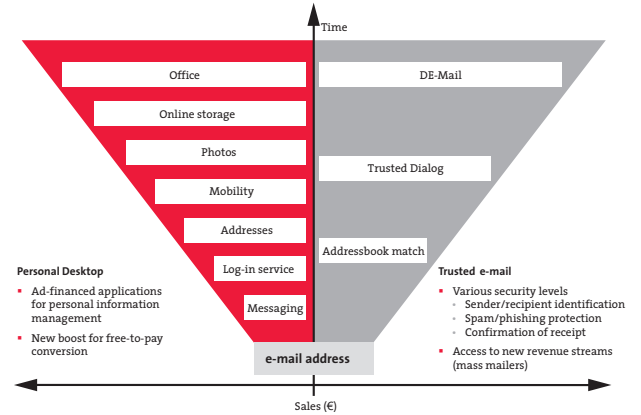 Time
Office
DE-Mail
Online storage
Photos
Trusted Dialog
Mobility
Addresses
Addressbook match
Log-in service
Messaging
Personal Desktop
▪ Ad-financed applications
for personal information
management
▪ New boost for free-to-pay
conversion
Trusted e-mail
▪ Various security levels
• Sender/recipient identification
• Spam/phishing protection
• Confirmation of receipt
▪ Access to new revenue streams
(mass mailers)
e-mail address
Sales (€)